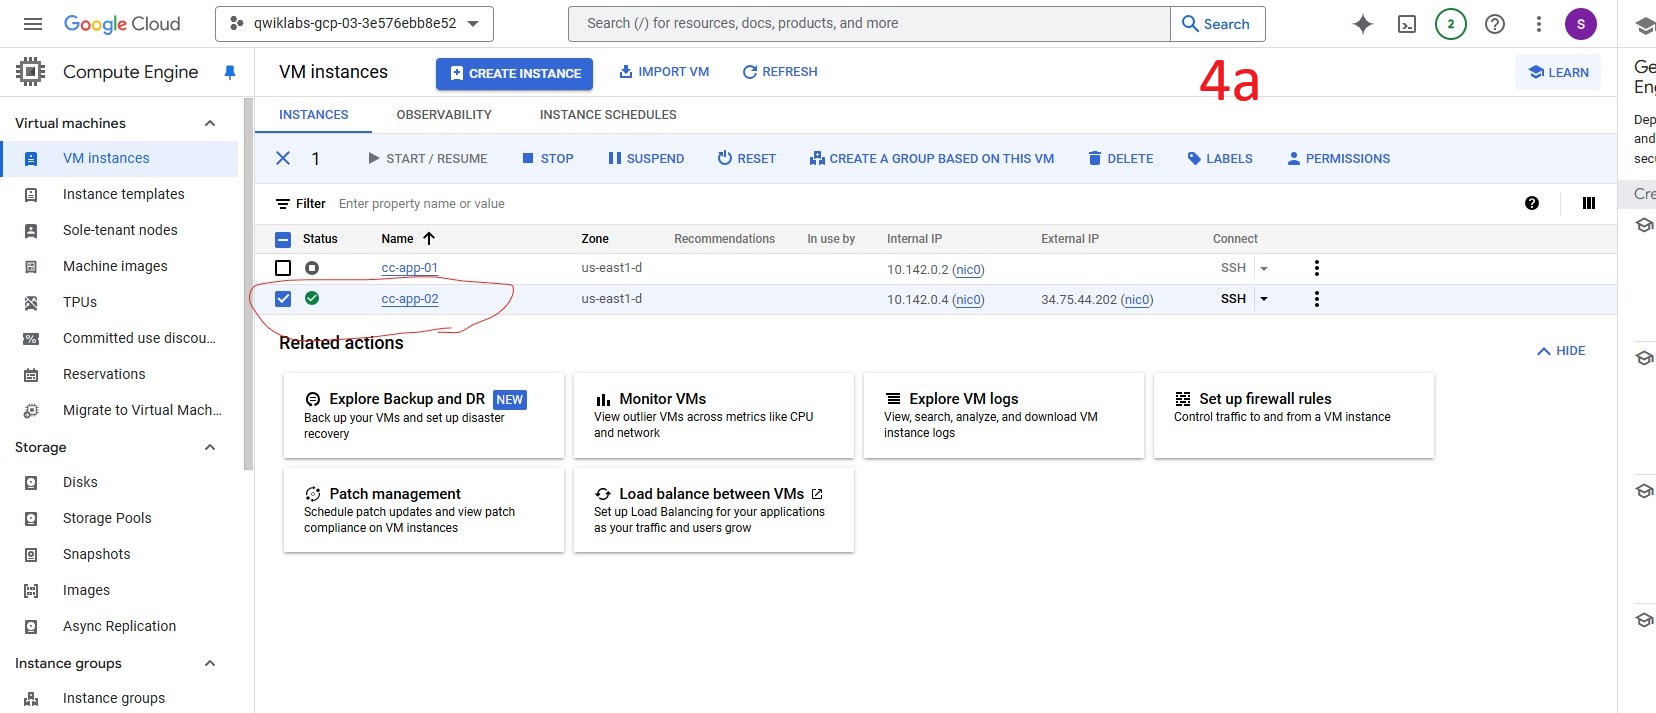 Google Cloud
qwiklabs-gcp-03-3e576ebb8e52
Search (/) for resources, docs, products, and more
Search
2
S
Compute Engine
VM instances
CREATE INSTANCE
IMPORT VM
REFRESH
4a
LEARN
Virtual machines
VM instances
Instance templates
Sole-tenant nodes
Machine images
TPUs
Committed use discou...
Reservations
Migrate to Virtual Mach...
Storage
Disks
Storage Pools
Snapshots
Images
Async Replication
Instance groups
Instance groups
INSTANCES
OBSERVABILITY
INSTANCE SCHEDULES
1
START / RESUME
STOP
SUSPEND
RESET
CREATE A GROUP BASED ON THIS VM
DELETE
LABELS
PERMISSIONS
Filter Enter property name or value
Status Name Zone Recommendations In use by Internal IP External IP Connect
cc-app-01 us-east1-d 10.142.0.2 (nic0) SSH
cc-app-02 us-east1-d 10.142.0.4 (nic0) 34.75.44.202 (nic0) SSH
Related actions
HIDE
Explore Backup and DR NEW
Back up your VMs and set up disaster
recovery
Monitor VMs
View outlier VMs across metrics like CPU
and network
Explore VM logs
View, search, analyze, and download VM
instance logs
Set up firewall rules
Control traffic to and from a VM instance
Patch management
Schedule patch updates and view patch
compliance on VM instances
Load balance between VMs
Set up Load Balancing for your applications
as your traffic and users grow
Ge
Eng
Dep
and
secu
Cre